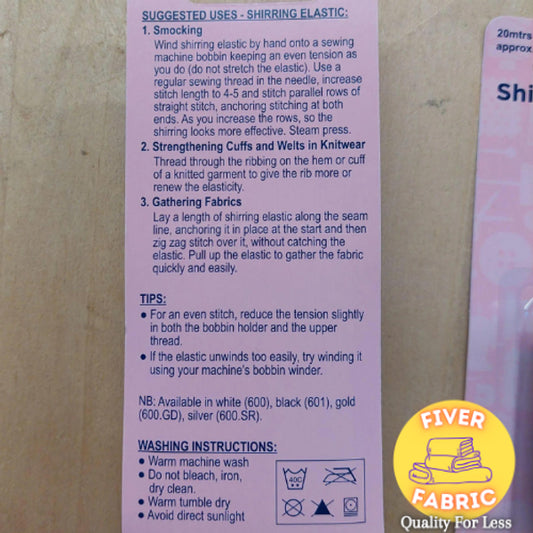 SUGGESTED USES - SHIRRING ELASTIC:
1. Smocking
Wind shirring elastic by hand onto a sewing
machine bobbin keeping an even tension as
you do (do not stretch the elastic). Use a
regular sewing thread in the needle, increase
stitch length to 4-5 and stitch parallel rows of
straight stitch, anchoring stitching at both
ends. As you increase the rows, so the
shirring looks more effective. Steam press.
2. Strengthening Cuffs and Welts in Knitwear
Thread through the ribbing on the hem or cuff
of a knitted garment to give the rib more or
renew the elasticity.
3. Gathering Fabrics
Lay a length of shirring elastic along the seam
line, anchoring it in place at the start and then
zig zag stitch over it, without catching the
elastic. Pull up the elastic to gather the fabric
quickly and easily.
TIPS:
• For an even stitch, reduce the tension slightly
in both the bobbin holder and the upper
thread.
• If the elastic unwinds too easily, try winding it
using your machine's bobbin winder.
NB: Available in white (600), black (601), gold
(600.GD), silver (600.SR).
WASHING INSTRUCTIONS:
• Warm machine wash
• Do not bleach, iron,
dry clean.
• Warm tumble dry
• Avoid direct sunlight
40C
20mtrs
approx
Shi
FIVER
FABRIC
Quality For Less